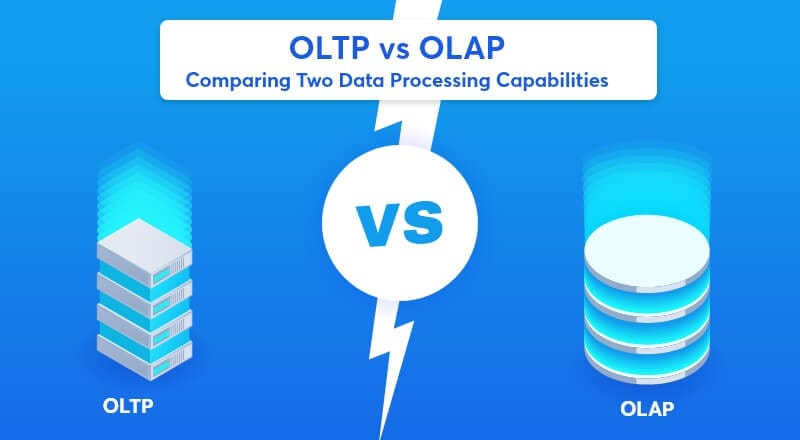 OLTP vs OLAP
Comparing Two Data Processing Capabilities
VS
OLTP
OLAP